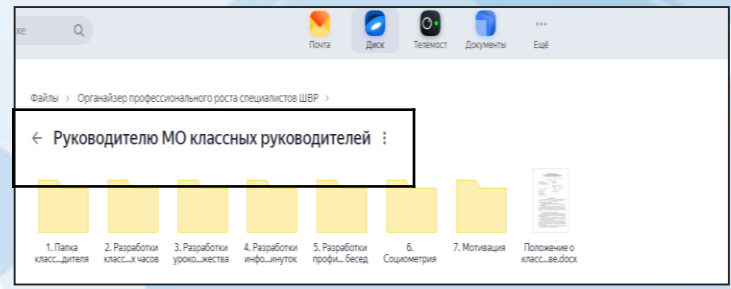 ке
Почта Диск Телемост Документы Ещё
Файлы > Органайзер профессионального роста специалистов ШВР >
← Руководителю МО классных руководителей ⋮
1. Папка класс...дителя
2. Разработки класс...х часов
3. Разработки уроко...жества
4. Разработки инфо...инуток
5. Разработки профи... бесед
6. Социометрия
7. Мотивация
Положение о класс...ве.docx